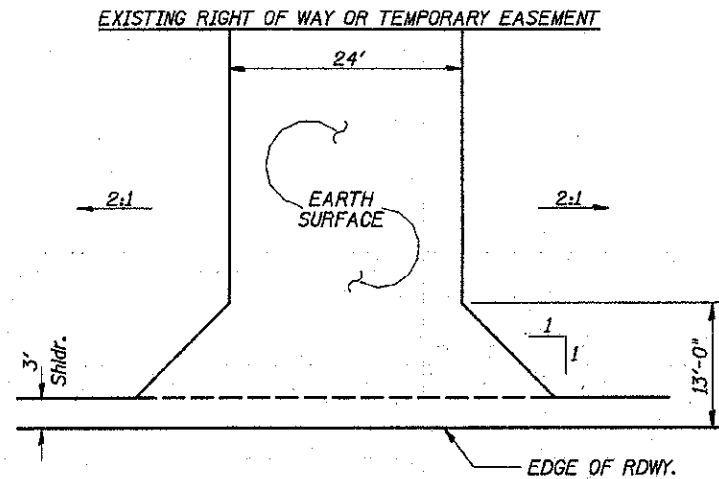 EXISTING RIGHT OF WAY OR TEMPORARY EASEMENT
24'
2:1
EARTH
SURFACE
2:1
1
1
3'
Shldr.
13'-0"
EDGE OF RDWY.